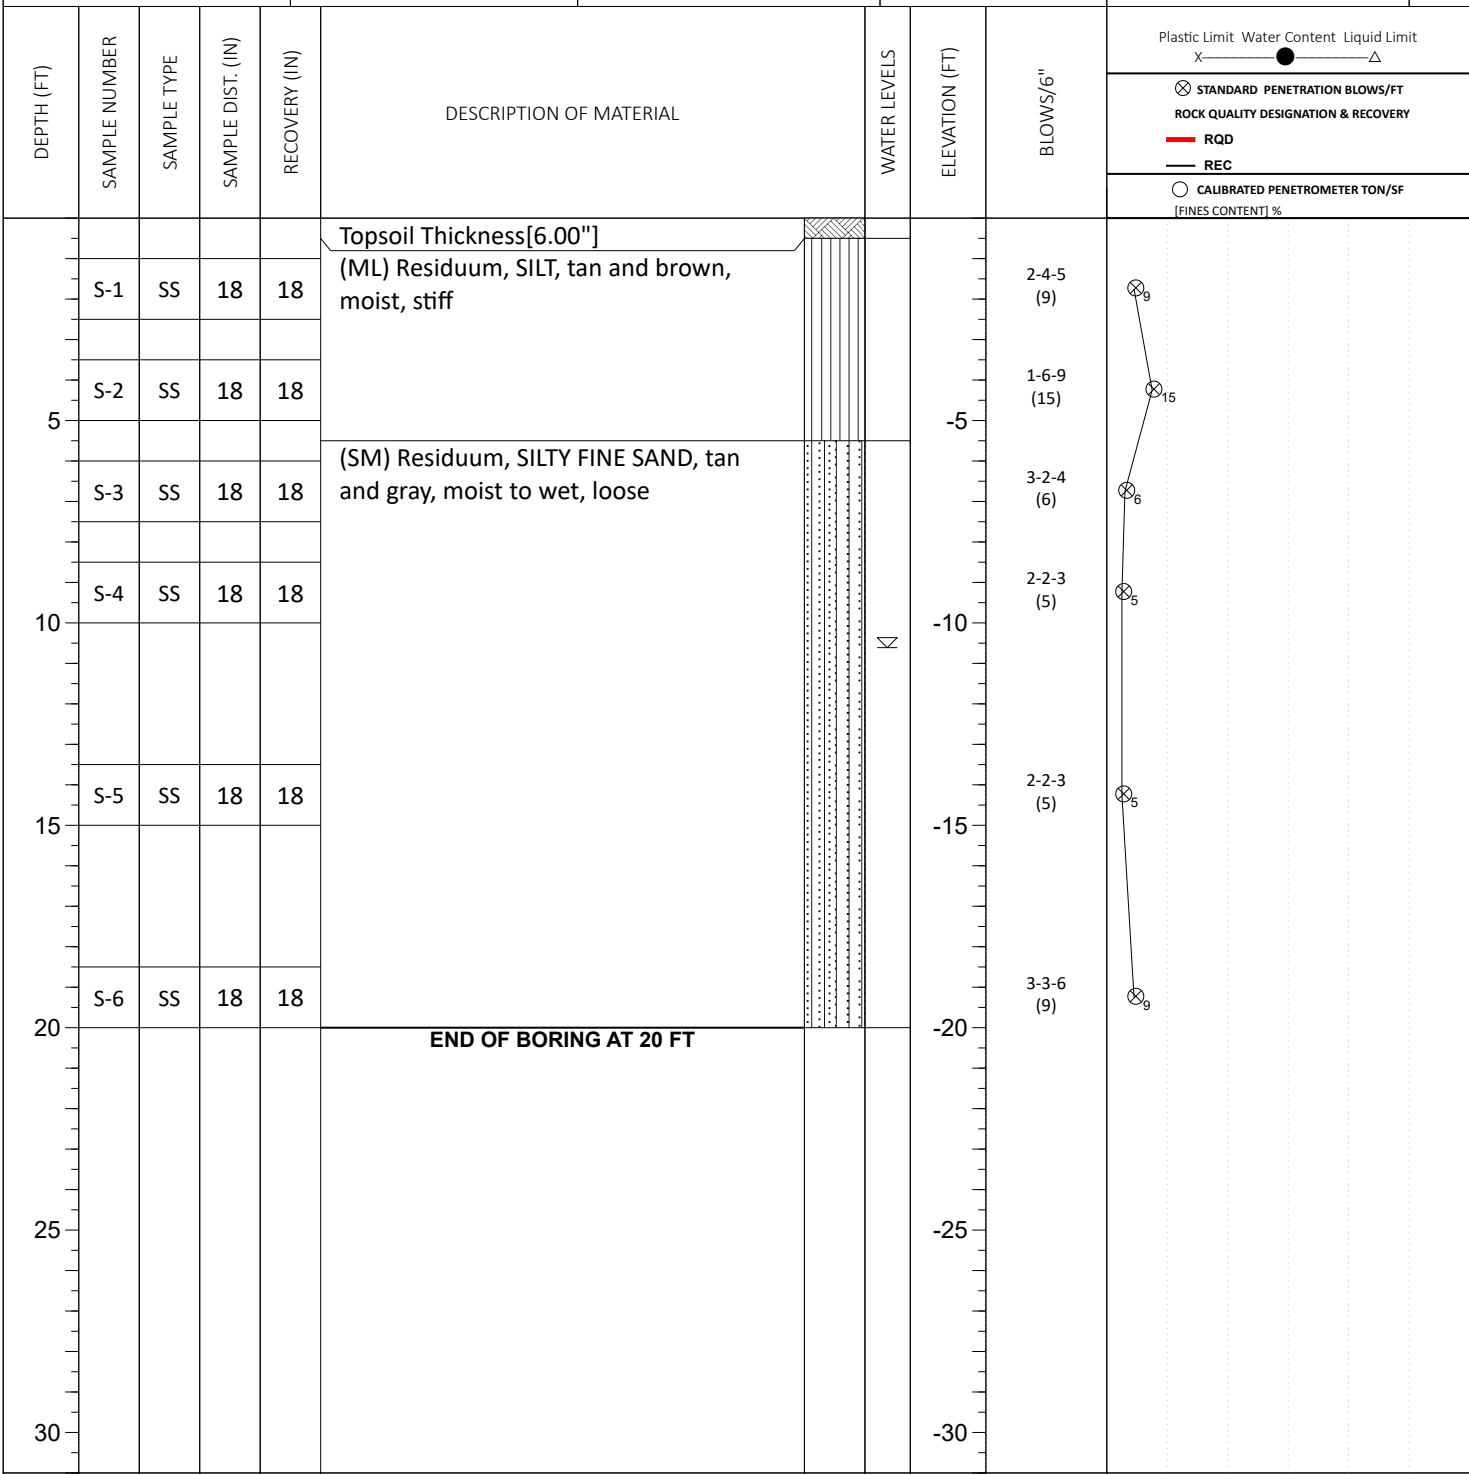 DEPTH (FT)
SAMPLE NUMBER
SAMPLE TYPE
SAMPLE DIST. (IN)
RECOVERY (IN)
DESCRIPTION OF MATERIAL
WATER LEVELS
ELEVATION (FT)
BLOWS/6"
Plastic Limit Water Content Liquid Limit
X
STANDARD PENETRATION BLOWS/FT
ROCK QUALITY DESIGNATION & RECOVERY
RQD
REC
CALIBRATED PENETROMETER TON/SF
[FINES CONTENT] %
Topsoil Thickness[6.00"]
(ML) Residuum, SILT, tan and brown,
moist, stiff
S-1 SS 18 18
2-4-5
(9)
9
S-2 SS 18 18
1-6-9
(15)
15
5
-5
(SM) Residuum, SILTY FINE SAND, tan
and gray, moist to wet, loose
S-3 SS 18 18
3-2-4
(6)
6
S-4 SS 18 18
2-2-3
(5)
5
10
-10
S-5 SS 18 18
2-2-3
(5)
5
15
-15
S-6 SS 18 18
3-3-6
(9)
9
20
-20
END OF BORING AT 20 FT
25
-25
30
-30